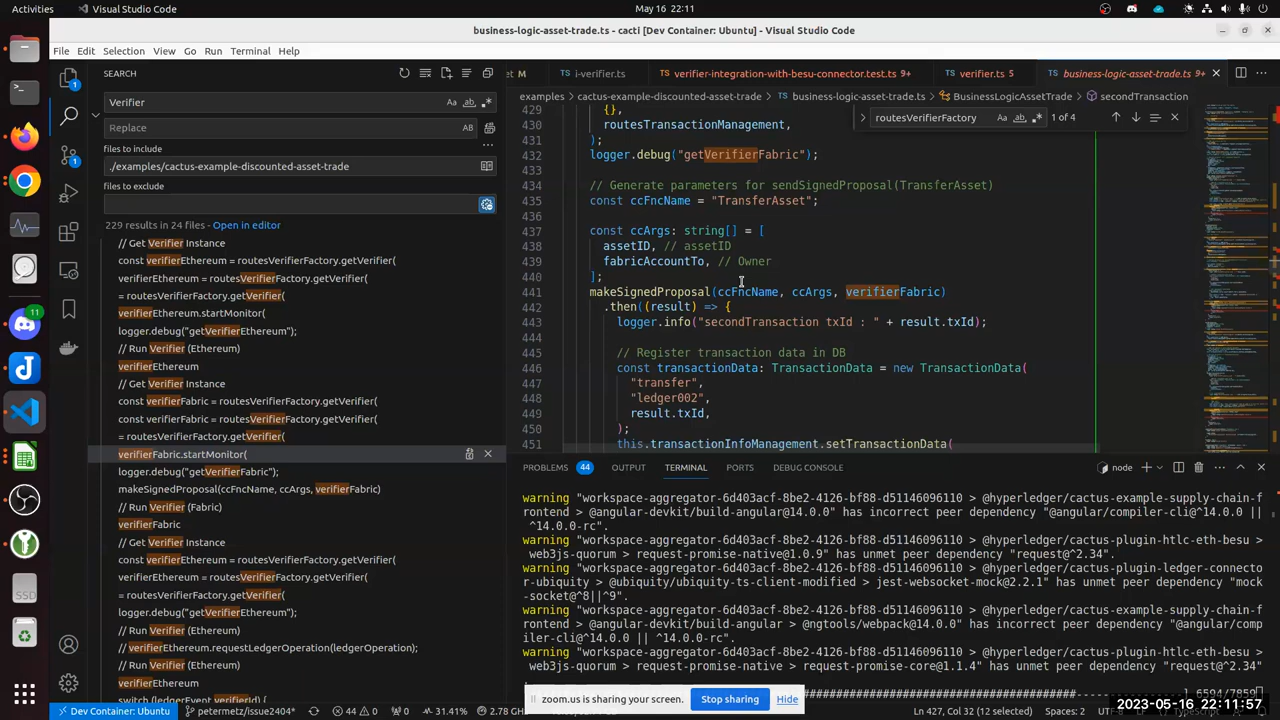 Activities
Visual Studio Code
May 16 22:11
business-logic-asset-trade.ts - cacti [Dev Container: Ubuntu] - Visual Studio Code
File Edit Selection View Go Run Terminal Help
SEARCH
Verifier
Replace
files to include
./examples/cactus-example-discounted-asset-trade
files to exclude
229 results in 24 files - Open in editor
// Get Verifier Instance
const verifierEthereum = routesVerifierFactory.getVerifier(
verifierEthereum = routesVerifierFactory.getVerifier(
= routesVerifierFactory.getVerifier(
verifierEthereum.startMonitor(
logger.debug("getVerifierEthereum");
// Run Verifier (Ethereum)
verifierEthereum
// Get Verifier Instance
const verifierFabric = routesVerifierFactory.getVerifier(
const verifierFabric = routesVerifierFactory.getVerifier(
= routesVerifierFactory.getVerifier(
verifierFabric.startMonitor(
logger.debug("getVerifierFabric");
makeSignedProposal(ccFncName, ccArgs, verifierFabric)
// Run Verifier (Fabric)
verifierFabric
// Get Verifier Instance
const verifierEthereum = routesVerifierFactory.getVerifier(
verifierEthereum = routesVerifierFactory.getVerifier(
= routesVerifierFactory.getVerifier(
logger.debug("getVerifierEthereum");
// Run Verifier (Ethereum)
// verifierEthereum.requestLedgerOperation(ledgerOperation);
// Run Verifier (Ethereum)
verifierEthereum
switch (ledgerEvent.verifierId) {
et M
TS i-verifier.ts
TS verifier-integration-with-besu-connector.test.ts 9+
TS verifier.ts 5
TS business-logic-asset-trade.ts 9+
examples > cactus-example-discounted-asset-trade > TS business-logic-asset-trade.ts > BusinessLogicAssetTrade > secondTransaction
routesVerifierF
of 4
429 {},
430 routesTransactionManagement
431
432 logger.debug("getVerifierFabric");
433
434 // Generate parameters for sendSignedProposal(TransferAsset)
435 const ccFncName = "TransferAsset";
436
437 const ccArgs: string[] = [
438 assetID, // assetID
439 fabricAccountTo, // Owner
440 ];
441 makeSignedProposal(ccFncName, ccArgs, verifierFabric)
442 .then((result) => {
443 logger.info("secondTransaction txId : " + result.txId);
444
445 // Register transaction data in DB
446 const transactionData: TransactionData = new TransactionData(
447 "transfer",
448 "ledger002",
449 result.txId,
450
451 this.transactionInfoManagement.setTransactionData(
PROBLEMS 44 OUTPUT TERMINAL PORTS DEBUG CONSOLE
node
warning "workspace-aggregator-6d403acf-8be2-4126-bf88-d51146096110 > @hyperledger/cactus-example-supply-chain-f
rontend > @angular-devkit/build-angular@14.0.0" has incorrect peer dependency "@angular/compiler-cli@^14.0.0 ||
^14.0.0-rc".
warning "workspace-aggregator-6d403acf-8be2-4126-bf88-d51146096110 > @hyperledger/cactus-plugin-htlc-eth-besu >
web3js-quorum > request-promise-native@1.0.9" has unmet peer dependency "request@^2.34".
warning "workspace-aggregator-6d403acf-8be2-4126-bf88-d51146096110 > @hyperledger/cactus-plugin-ledger-connecto
r-ubiquity > @ubiquity/ubiquity-ts-client-modified > jest-websocket-mock@2.2.1" has unmet peer dependency "mock
-socket@^8||^9".
warning "workspace-aggregator-6d403acf-8be2-4126-bf88-d51146096110 > @hyperledger/cactus-example-supply-chain-f
rontend > @angular-devkit/build-angular > @ngtools/webpack@14.0.0" has incorrect peer dependency "@angular/comp
iler-cli@^14.0.0 || ^14.0.0-rc".
warning "workspace-aggregator-6d403acf-8be2-4126-bf88-d51146096110 > @hyperledger/cactus-plugin-htlc-eth-besu >
web3js-quorum > request-promise-native > request-promise-core@1.1.4" has unmet peer dependency "request@^2.34"
6594/7859
zoom.us is sharing your screen. Stop sharing Hide
2023-05-16 22:11:57
Dev Container: Ubuntu petermetz/issue2404* 44 0 0 31.41% 2.78
Ln 427, Col 32 (12 selected) Spaces: 2